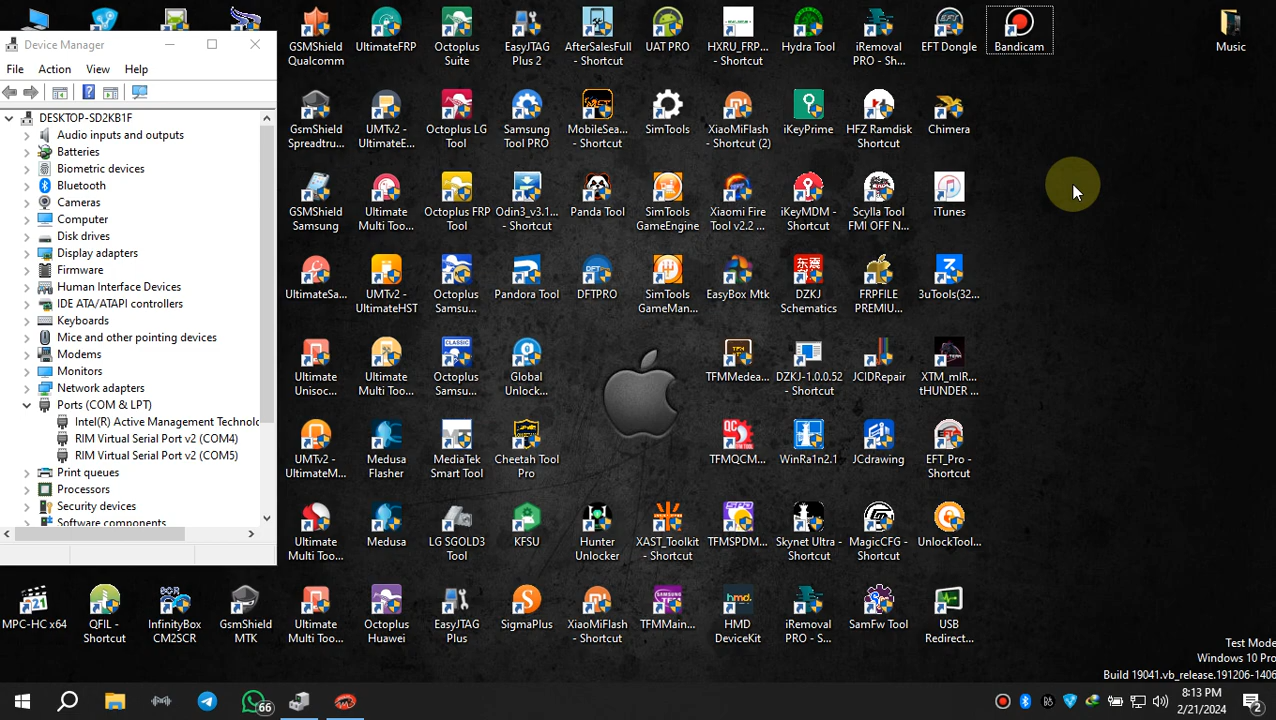 Device Manager
File Action View Help
DESKTOP-SD2KB1F
Audio inputs and outputs
Batteries
Biometric devices
Bluetooth
Cameras
Computer
Disk drives
Display adapters
Firmware
Human Interface Devices
IDE ATA/ATAPI controllers
Keyboards
Mice and other pointing devices
Modems
Monitors
Network adapters
Ports (COM & LPT)
Intel(R) Active Management Technolo
RIM Virtual Serial Port v2 (COM4)
RIM Virtual Serial Port v2 (COM5)
Print queues
Processors
Security devices
Software components
GSMShield
Qualcomm
UltimateFRP
Octoplus
Suite
EasyJTAG
Plus 2
AfterSalesFull
- Shortcut
UAT PRO
HXRU_FRP...
- Shortcut
Hydra Tool
iRemoval
PRO - Sh...
EFT Dongle
Bandicam
Music
GsmShield
Spreadtru...
UMTv2 -
UltimateE...
Octoplus LG
Tool
Samsung
Tool PRO
MobileSea...
- Shortcut
SimTools
XiaoMiFlash
- Shortcut (2)
iKeyPrime
HFZ Ramdisk
Shortcut
Chimera
GSMShield
Samsung
Ultimate
Multi Too...
Octoplus FRP
Tool
Odin3_v3.1...
- Shortcut
Panda Tool
SimTools
GameEngine
Xiaomi Fire
Tool v2.2 ...
iKeyMDM -
Shortcut
Scylla Tool
FMI OFF N...
iTunes
UltimateSa...
UMTv2 -
UltimateHST
Octoplus
Samsu...
Pandora Tool
DFT
DFTPRO
SimTools
GameMan...
EasyBox Mtk
东震
DZKJ
Schematics
FRPFILE
PREMIU...
3uTools(32...
Ultimate
Unisoc...
Ultimate
Multi Too...
CLASSIC
Octoplus
Samsu...
Global
Unlock...
TFM
TFMMedea...
DZKJ-1.0.0.52
- Shortcut
JCIDRepair
XTM_mIR...
tHUNDER ...
UMTv2 -
UltimateM...
Medusa
Flasher
MediaTek
Smart Tool
Cheetah Tool
Pro
QC
TFMQCM...
WinRa1n2.1
JCdrawing
EFT_Pro -
Shortcut
Ultimate
Multi Too...
Medusa
LG SGOLD3
Tool
KFSU
Hunter
Unlocker
XAST_Toolkit
- Shortcut
SPD
TFMSPDM...
Skynet Ultra -
Shortcut
MagicCFG -
Shortcut
UnlockTool...
21
MPC-HC x64
QFIL -
Shortcut
InfinityBox
CM2SCR
GsmShield
MTK
Ultimate
Multi Too...
Octoplus
Huawei
EasyJTAG
Plus
SigmaPlus
XiaoMiFlash
- Shortcut
TFMMain...
hmd.
HMD
DeviceKit
iRemoval
PRO - S...
SamFw Tool
USB
Redirect...
Test Mode
Windows 10 Pro
Build 19041.vb_release.191206-1406
66
8:13 PM
2/21/2024
2